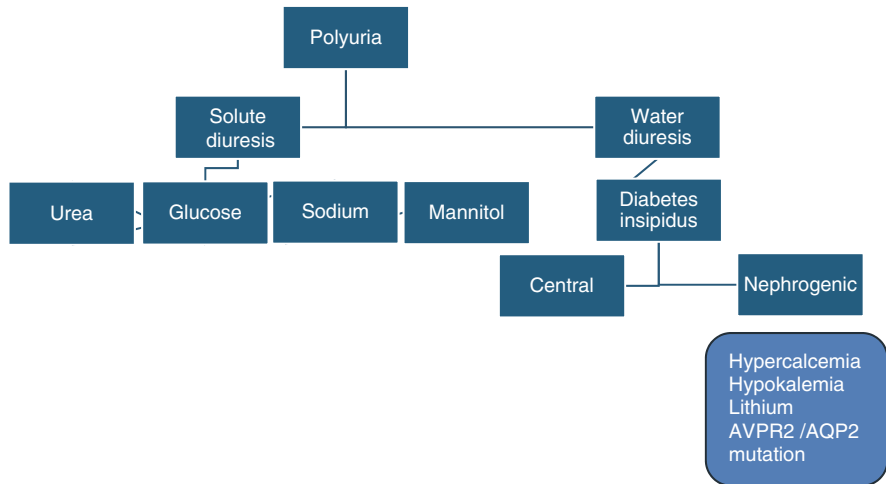 Polyuria
Solute
diuresis
Water
diuresis
Urea
Glucose
Sodium
Mannitol
Diabetes
insipidus
Central
Nephrogenic
Hypercalcemia
Hypokalemia
Lithium
AVPR2 /AQP2
mutation